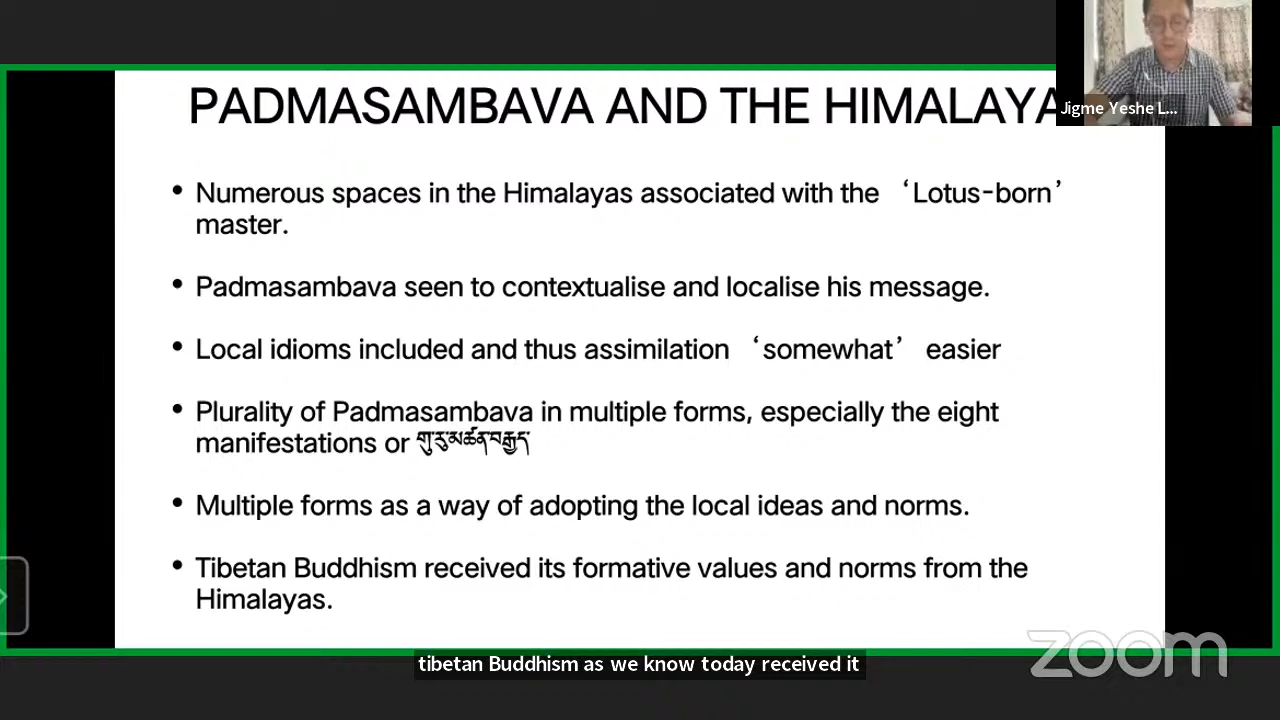 PADMASAMBAVA AND THE HIMALAYA
Jigme Yeshe L...
• Numerous spaces in the Himalayas associated with the ‘Lotus-born’
master.
• Padmasambava seen to contextualise and localise his message.
• Local idioms included and thus assimilation ‘somewhat’ easier
• Plurality of Padmasambava in multiple forms, especially the eight
manifestations or གུ་རུ་མཚན་བརྒྱད་
• Multiple forms as a way of adopting the local ideas and norms.
• Tibetan Buddhism received its formative values and norms from the
Himalayas.
zoom
tibetan Buddhism as we know today received it